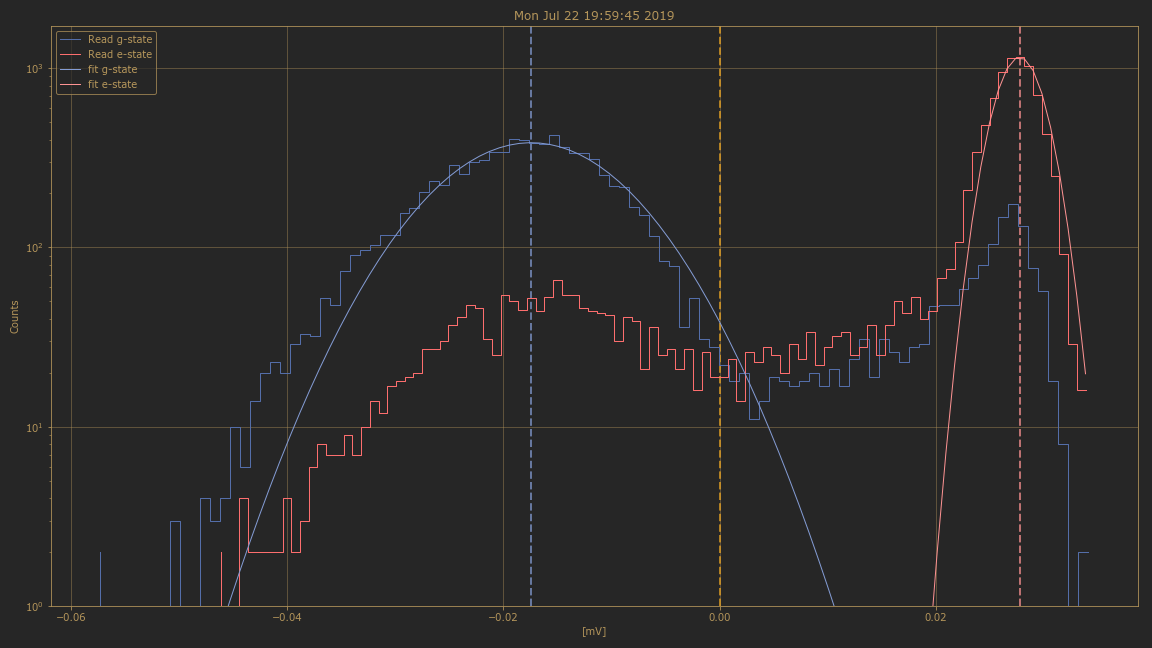 Mon Jul 22 19:59:45 2019
Read g-state
Read e-state
fit g-state
fit e-state
10³
10²
10¹
10⁰
Counts
−0.06 −0.04 −0.02 0.00 0.02
[mV]